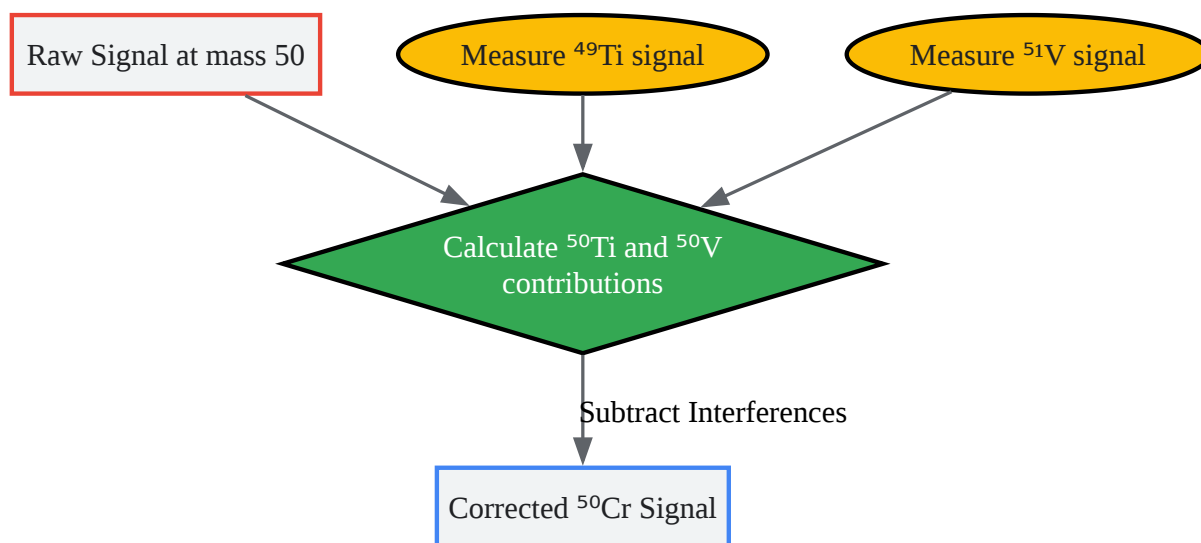 Raw Signal at mass 50
Measure ⁴⁹Ti signal
Measure ⁵¹V signal
Calculate ⁵⁰Ti and ⁵⁰V
contributions
Subtract Interferences
Corrected ⁵⁰Cr Signal